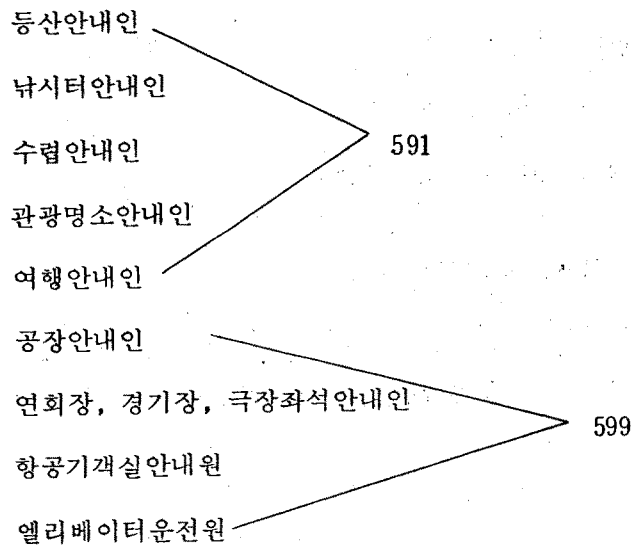 등산안내인
낚시터안내인
수렵안내인
591
관광명소안내인
여행안내인
공장안내인
연회장, 경기장, 극장좌석안내인
599
항공기객실안내원
엘리베이터운전원